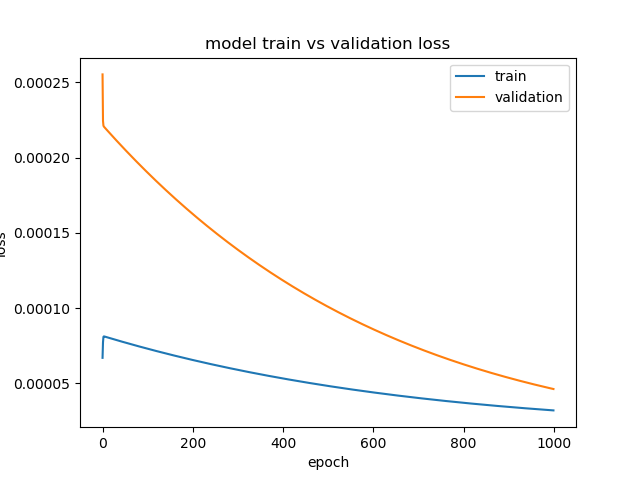 model train vs validation loss
train
validation
0.00025
0.00020
0.00015
0.00010
0.00005
loss
0 200 400 600 800 1000
epoch